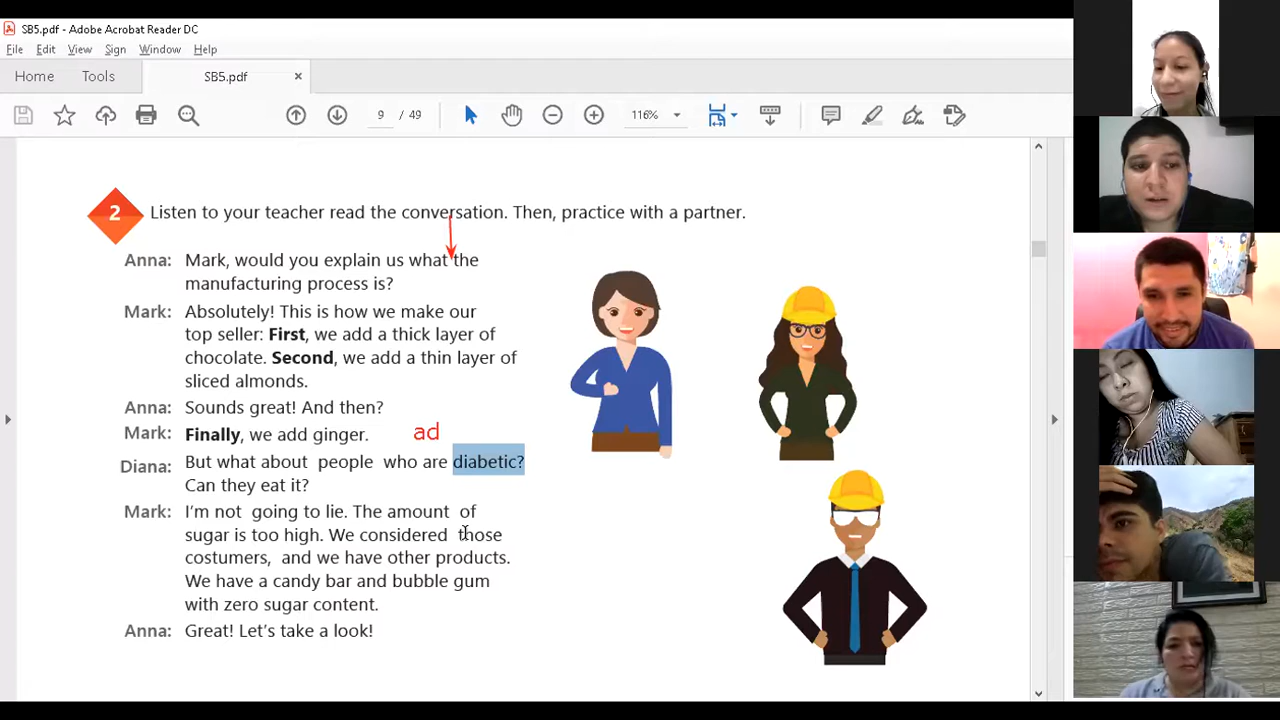 SB5.pdf - Adobe Acrobat Reader DC
File Edit View Sign Window Help
Home Tools SB5.pdf ×
9 / 49 116%
2 Listen to your teacher read the conversation. Then, practice with a partner.
Anna: Mark, would you explain us what the
manufacturing process is?
Mark: Absolutely! This is how we make our
top seller: First, we add a thick layer of
chocolate. Second, we add a thin layer of
sliced almonds.
Anna: Sounds great! And then?
Mark: Finally, we add ginger. ad
Diana: But what about people who are diabetic?
Can they eat it?
Mark: I'm not going to lie. The amount of
sugar is too high. We considered those
costumers, and we have other products.
We have a candy bar and bubble gum
with zero sugar content.
Anna: Great! Let's take a look!